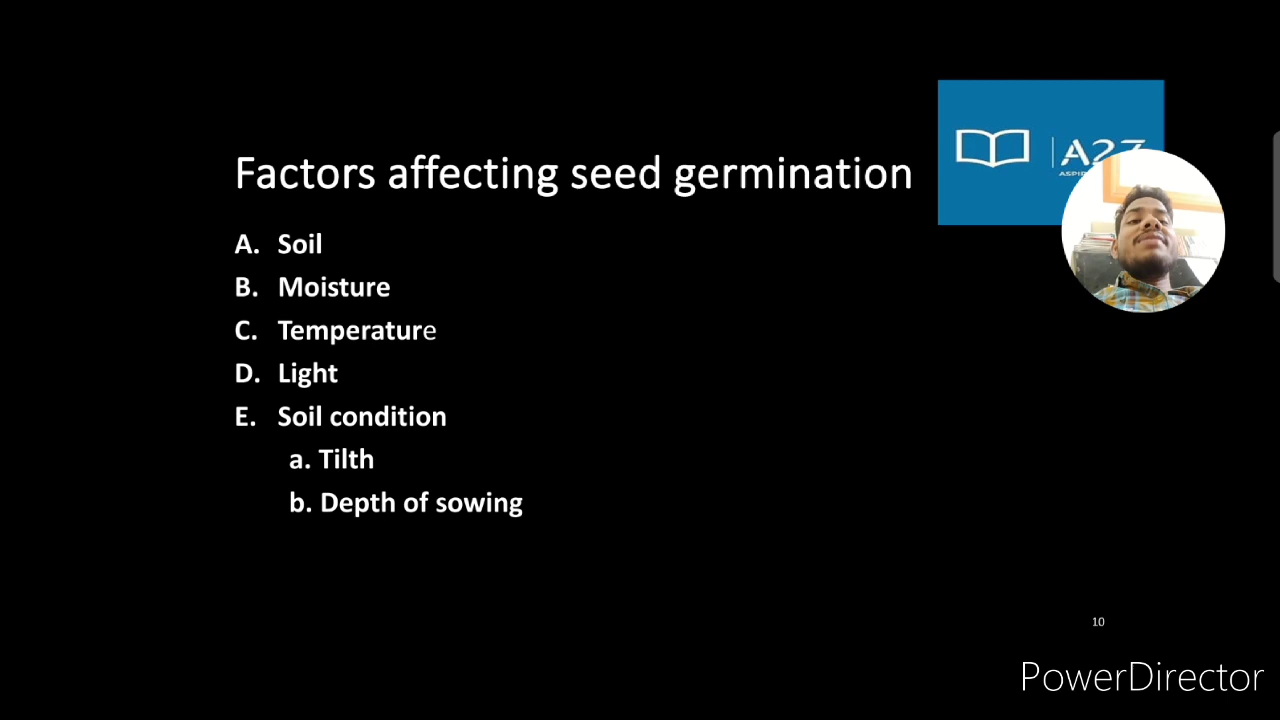 Factors affecting seed germination
A. Soil
B. Moisture
C. Temperature
D. Light
E. Soil condition
a. Tilth
b. Depth of sowing
10
PowerDirector